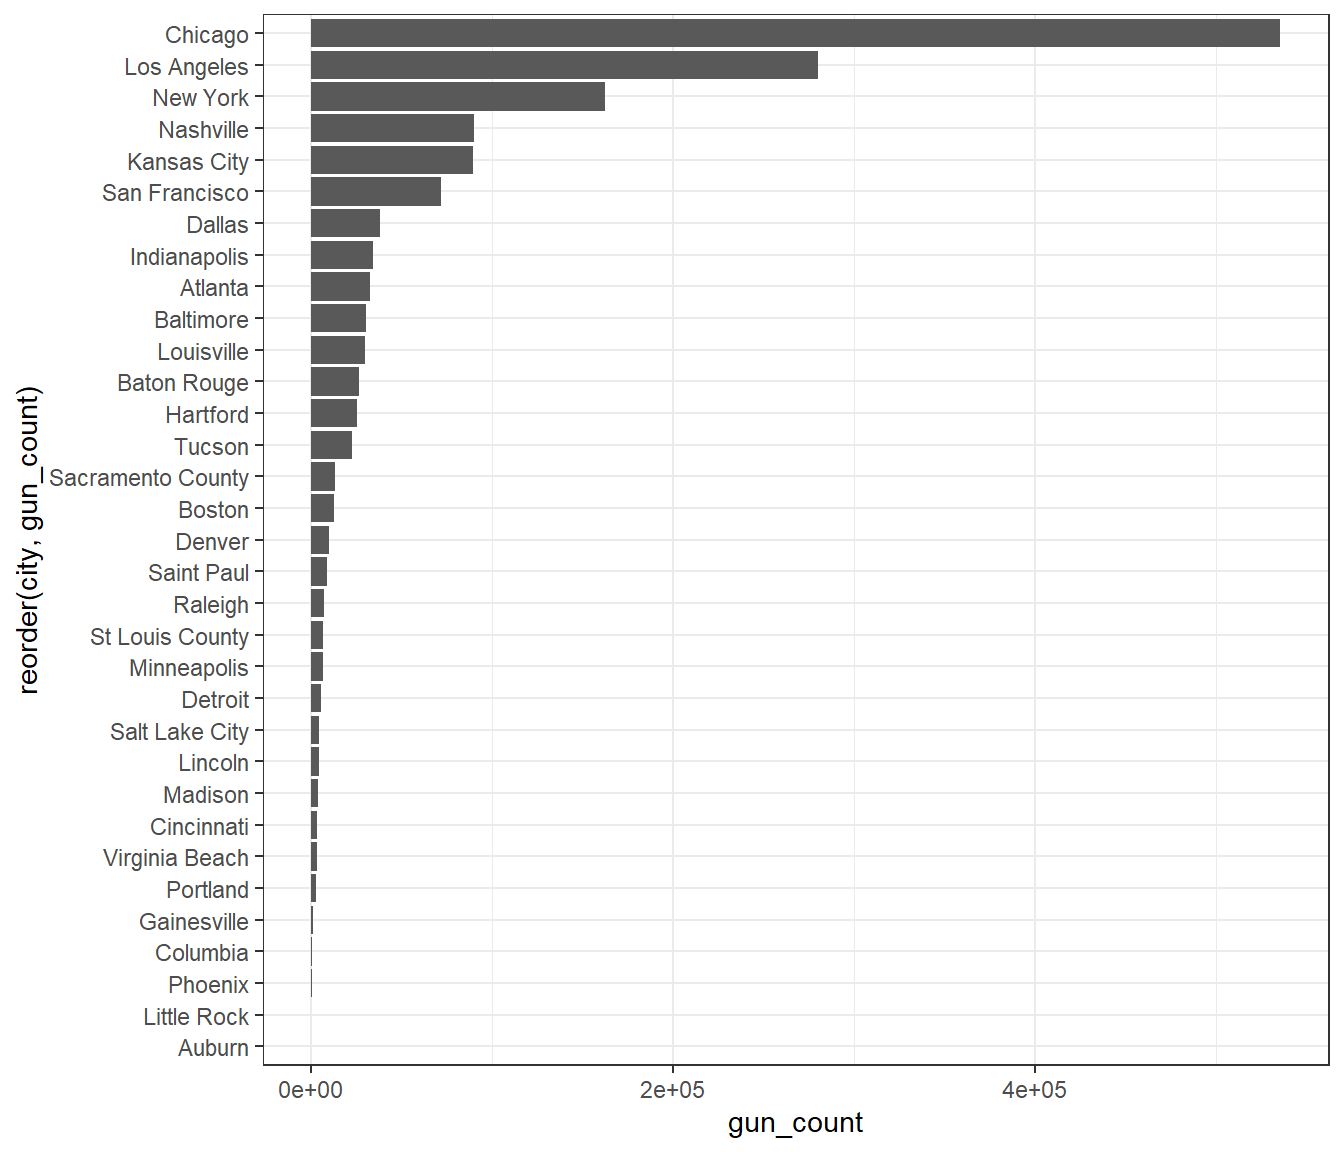 Chicago
Los Angeles
New York
Nashville
Kansas City
San Francisco
Dallas
Indianapolis
Atlanta
Baltimore
Louisville
Baton Rouge
Hartford
Tucson
Sacramento County
Boston
Denver
Saint Paul
Raleigh
St Louis County
Minneapolis
Detroit
Salt Lake City
Lincoln
Madison
Cincinnati
Virginia Beach
Portland
Gainesville
Columbia
Phoenix
Little Rock
Auburn
reorder(city, gun_count)
0e+00 2e+05 4e+05
gun_count